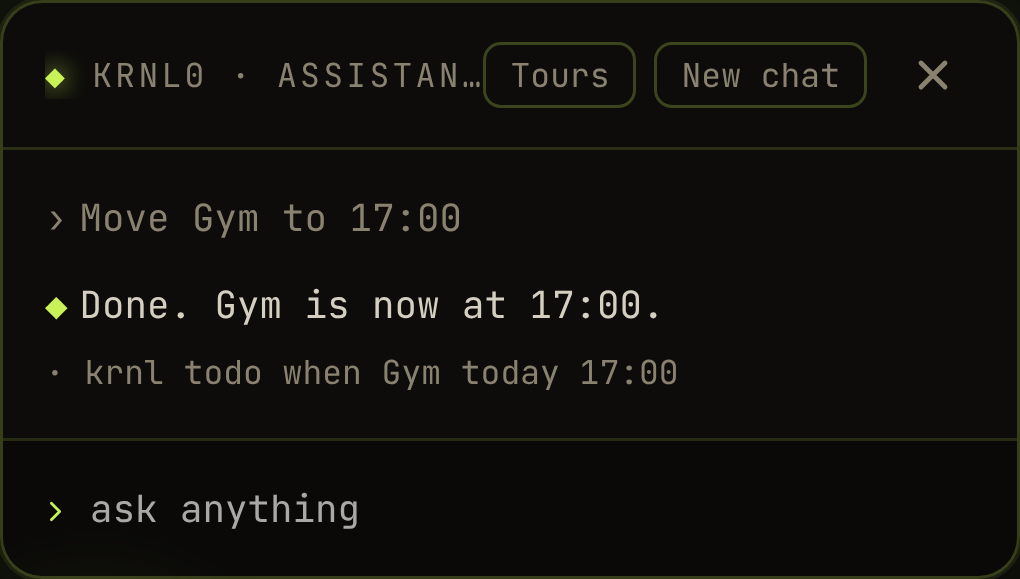 KRNL0 · ASSISTAN… Tours New chat
› Move Gym to 17:00
Done. Gym is now at 17:00.
· krnl todo when Gym today 17:00
› ask anything